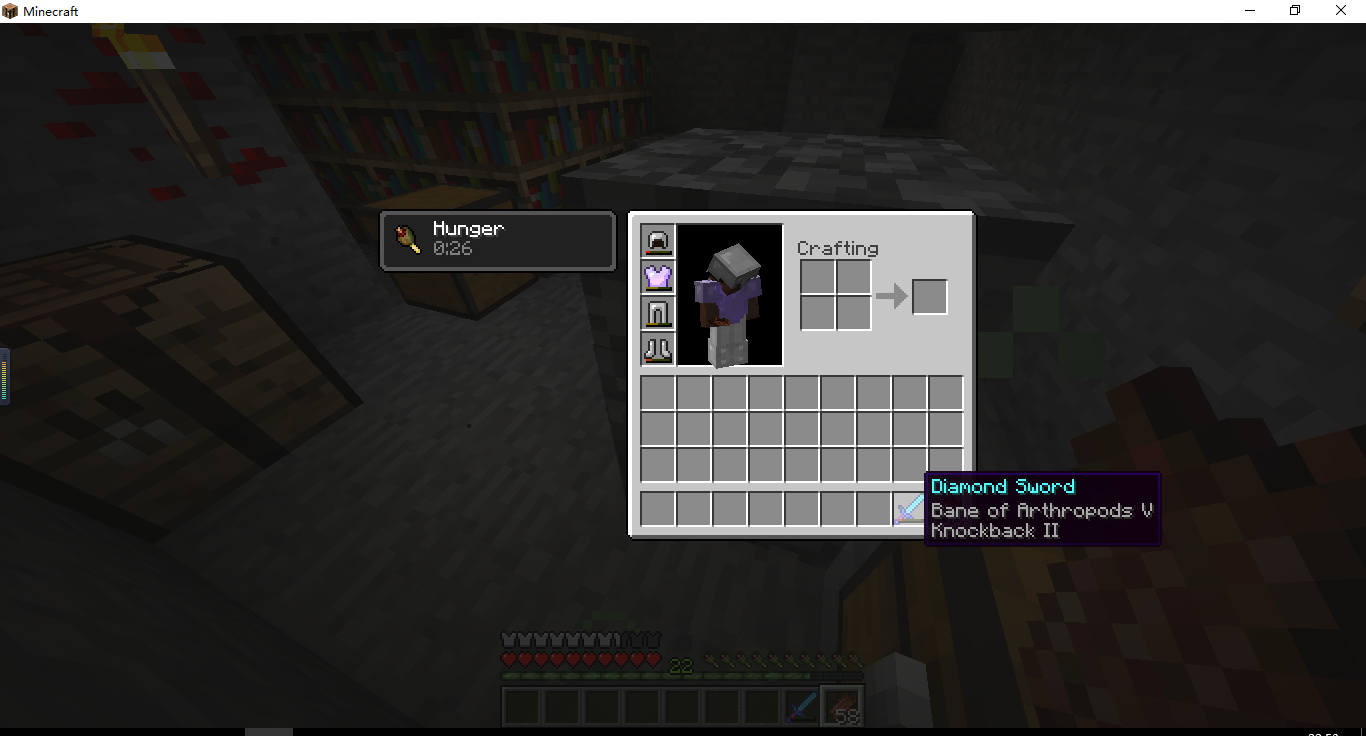 Minecraft
Hunger
0:26
Crafting
Diamond Sword
Bane of Arthropods V
Knockback II
22
58